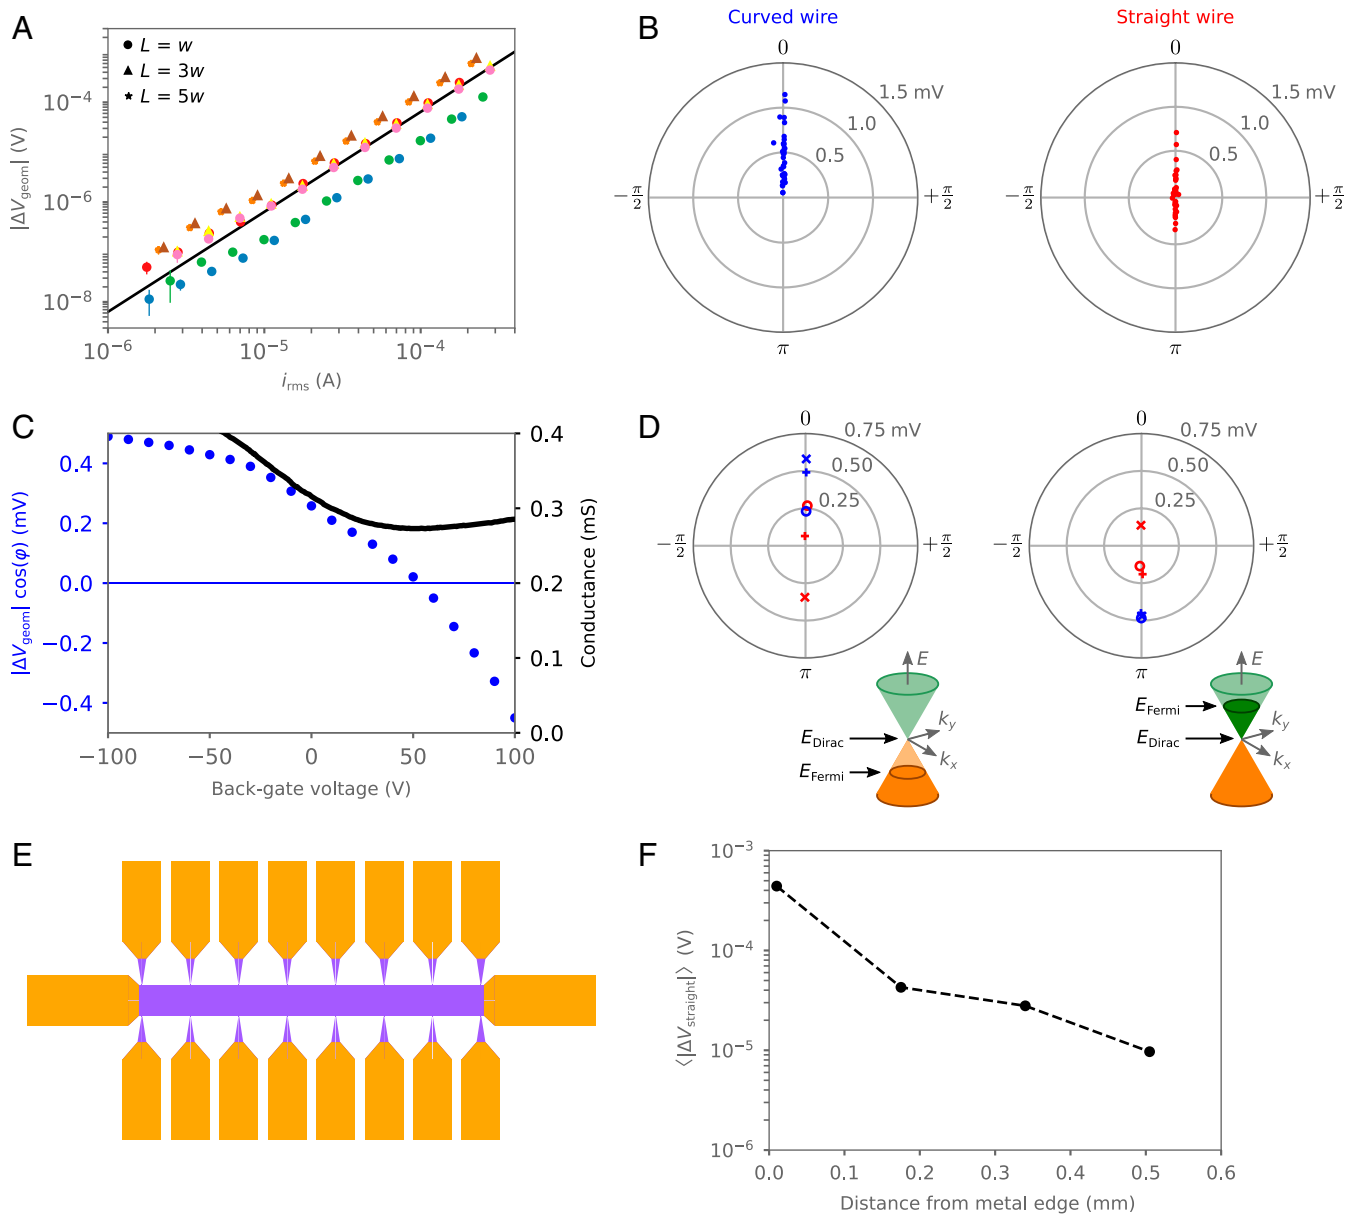 A
L = w
L = 3w
L = 5w
10⁻⁴
10⁻⁶
10⁻⁸
|ΔV_geom| (V)
10⁻⁶
10⁻⁵
10⁻⁴
i_rms (A)
B
Curved wire
0
1.5 mV
1.0
0.5
−π/2
+π/2
π
Straight wire
0
1.5 mV
1.0
0.5
−π/2
+π/2
π
C
0.4
0.2
0.0
−0.2
−0.4
|ΔV_geom| cos(φ) (mV)
0.4
0.3
0.2
0.1
0.0
Conductance (mS)
−100
−50
0
50
100
Back-gate voltage (V)
D
0
0.75 mV
0.50
0.25
−π/2
+π/2
π
E
k_y
k_x
E_Dirac
E_Fermi
0
0.75 mV
0.50
0.25
−π/2
+π/2
π
E
E_Fermi
k_y
E_Dirac
k_x
E
F
10⁻³
10⁻⁴
10⁻⁵
10⁻⁶
⟨|ΔV_straight|⟩ (V)
0.0
0.1
0.2
0.3
0.4
0.5
0.6
Distance from metal edge (mm)